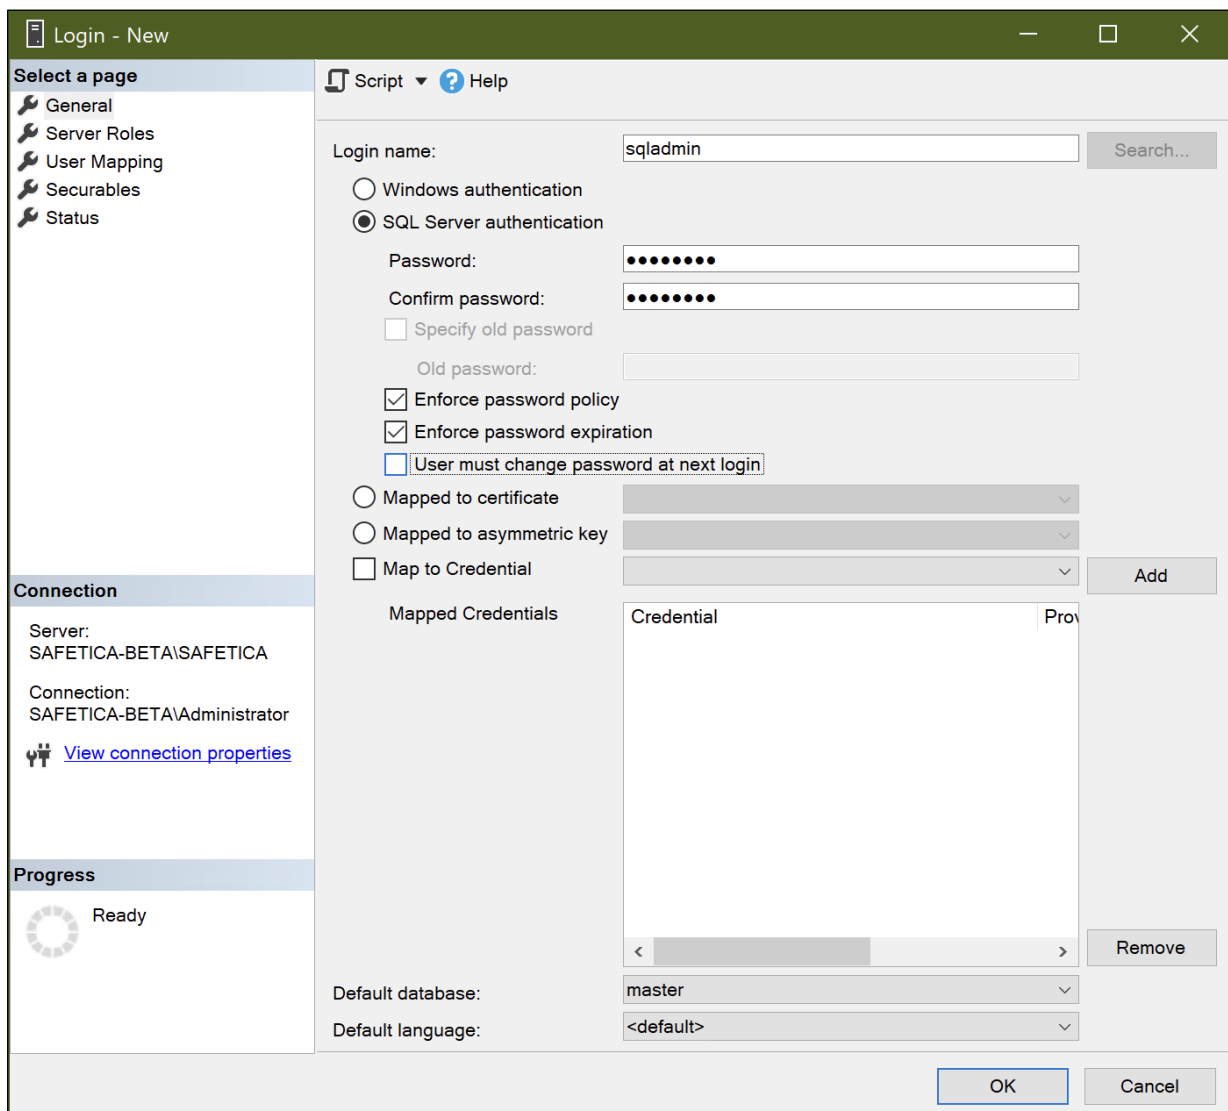 Login - New
Select a page
General
Server Roles
User Mapping
Securables
Status
Connection
Server:
SAFETICA-BETA\SAFETICA
Connection:
SAFETICA-BETA\Administrator
View connection properties
Progress
Ready
Script Help
Login name: sqladmin Search...
Windows authentication
SQL Server authentication
Password: ●●●●●●●●
Confirm password: ●●●●●●●●
Specify old password
Old password:
Enforce password policy
Enforce password expiration
User must change password at next login
Mapped to certificate
Mapped to asymmetric key
Map to Credential Add
Mapped Credentials Credential Prov
Remove
Default database: master
Default language: <default>
OK Cancel